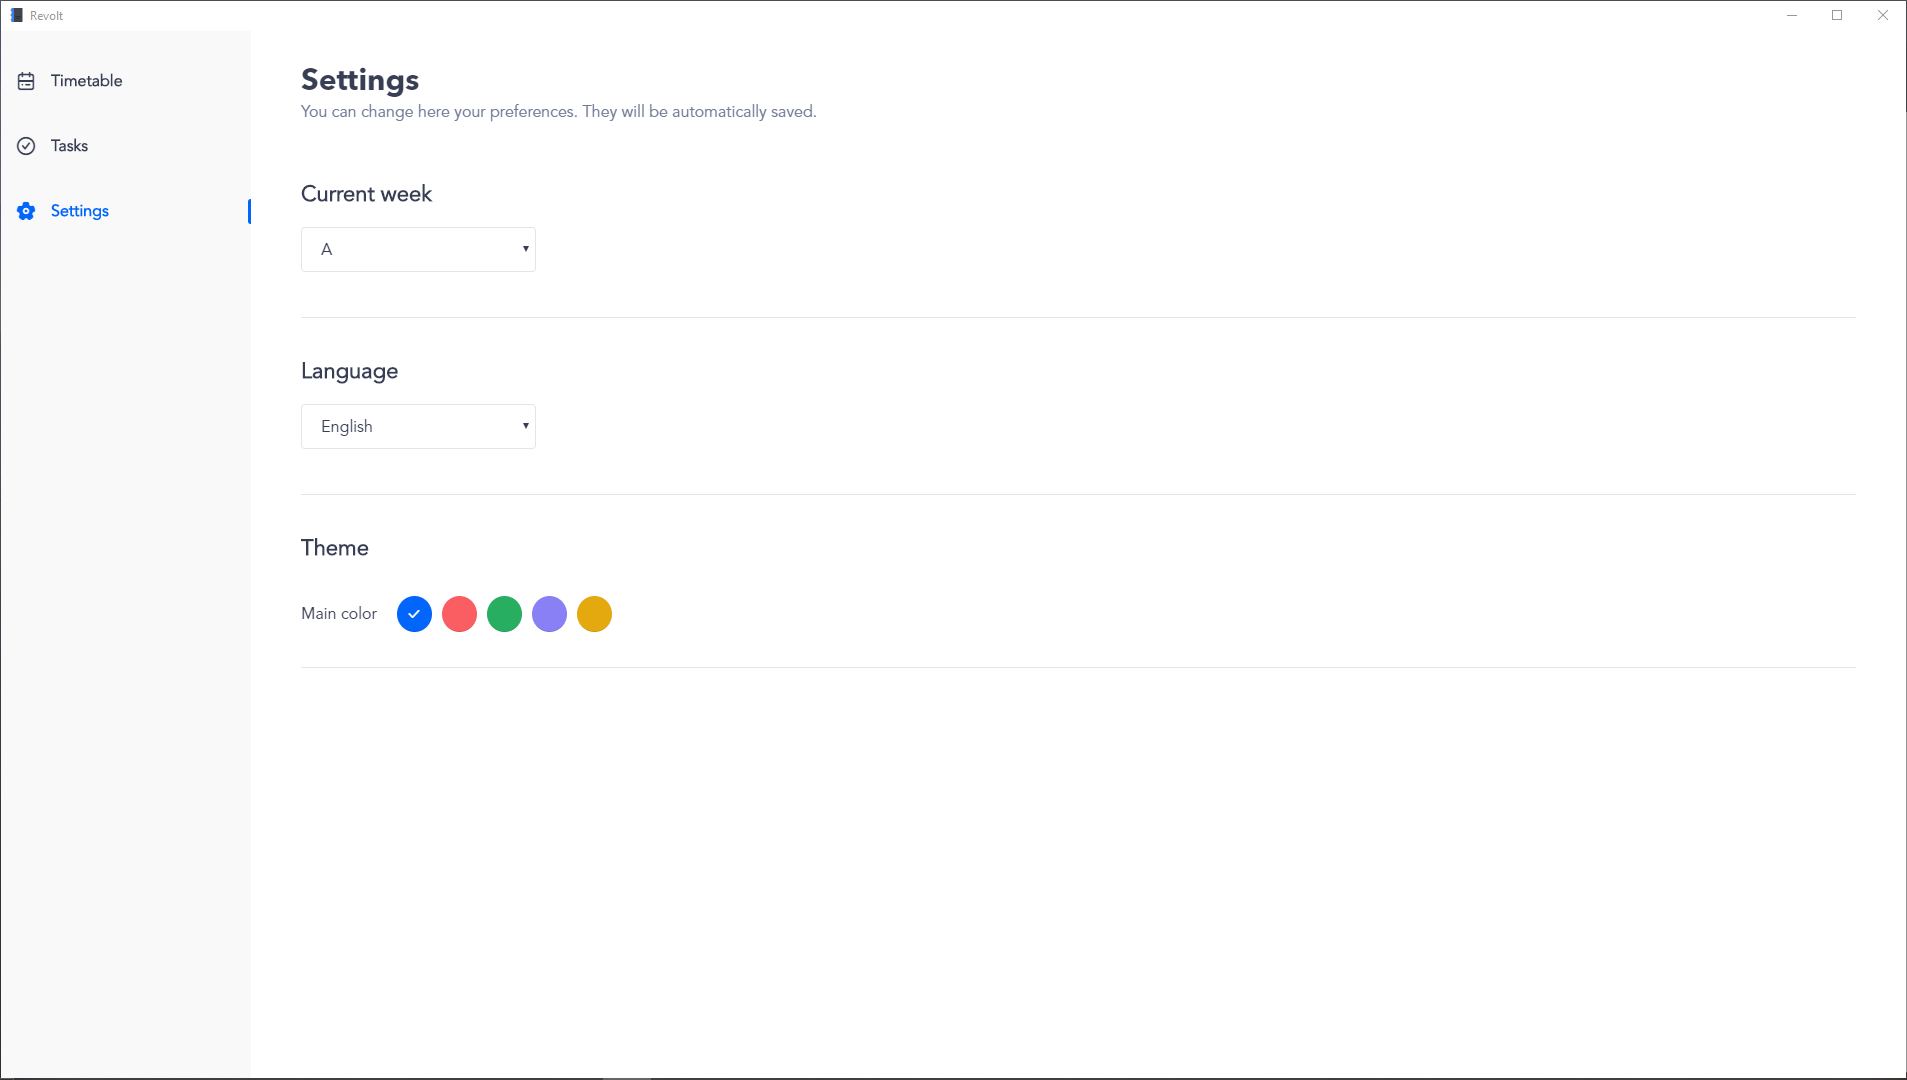 Revolt
Timetable
Tasks
Settings
Settings
You can change here your preferences. They will be automatically saved.
Current week
A
Language
English
Theme
Main color